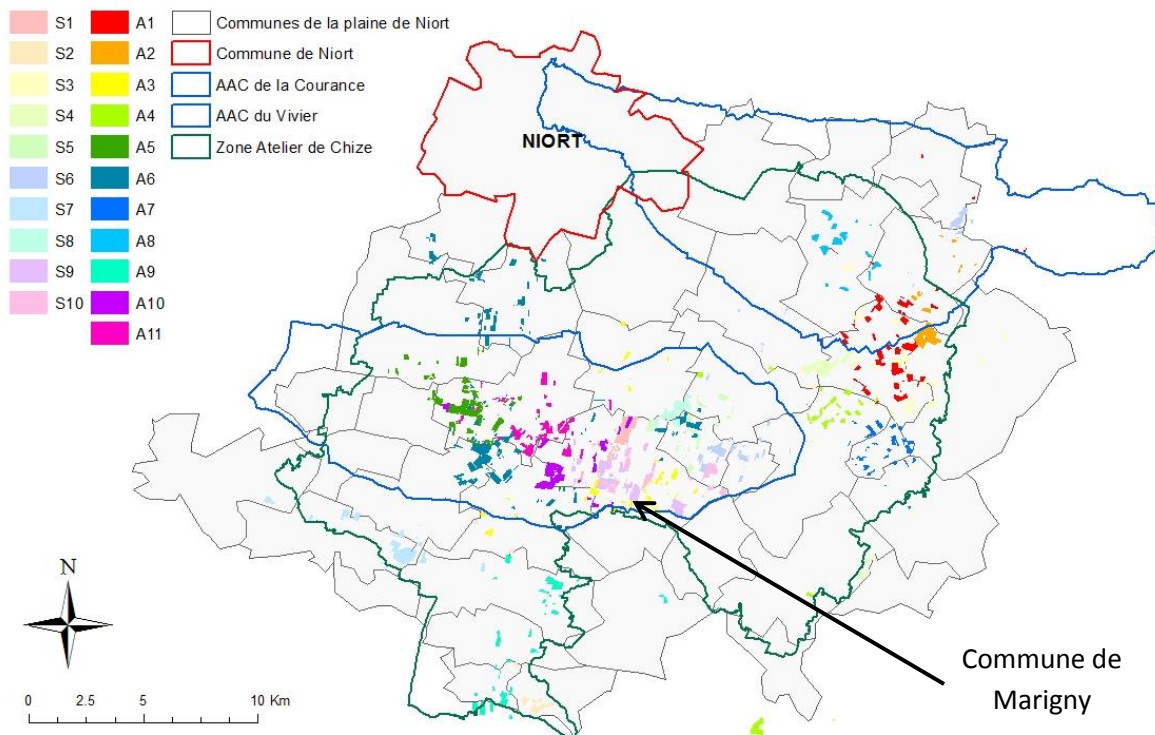 S1 A1 Communes de la plaine de Niort
S2 A2 Commune de Niort
S3 A3 AAC de la Courance
S4 A4 AAC du Vivier
S5 A5 Zone Atelier de Chize
S6 A6
S7 A7
S8 A8
S9 A9
S10 A10
A11
NIORT
N
0 2.5 5 10 Km
Commune de
Marigny